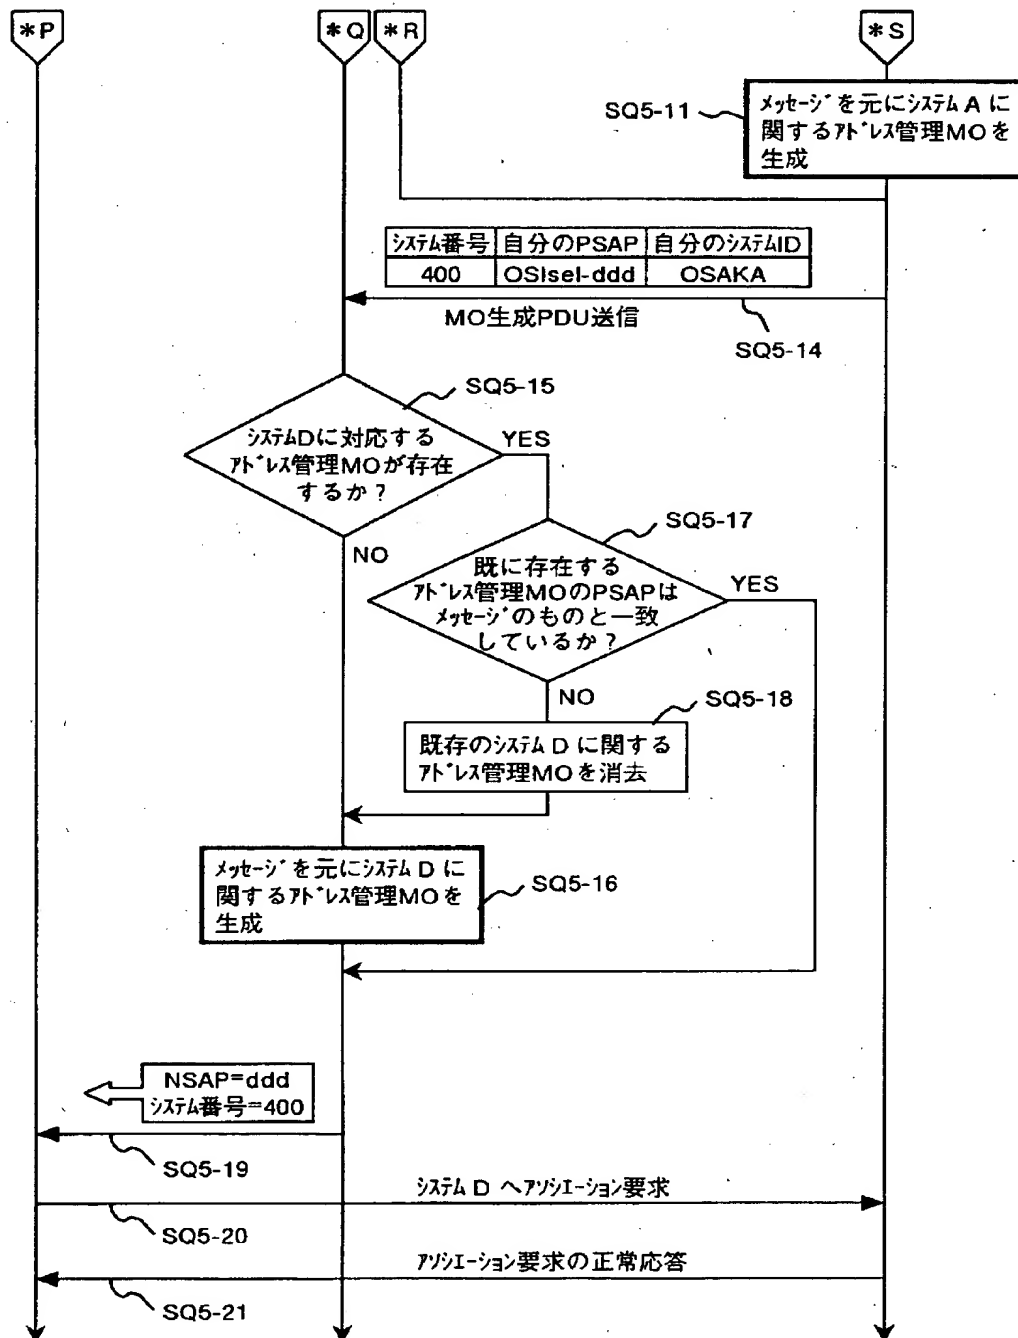 *P
*Q
*R
*S
SQ5-11
メッセージを元にシステムAに
関するアドレス管理MOを
生成
システム番号 自分のPSAP 自分のシステムID
400 OSIsel-ddd OSAKA
MO生成PDU送信
SQ5-14
SQ5-15
システムDに対応する
アドレス管理MOが存在
するか?
YES
NO
SQ5-17
既に存在する
アドレス管理MOのPSAPは
メッセージのものと一致
しているか?
YES
NO
SQ5-18
既存のシステムDに関する
アドレス管理MOを消去
メッセージを元にシステムDに
関するアドレス管理MOを
生成
SQ5-16
NSAP=ddd
システム番号=400
SQ5-19
システムDへアソシエーション要求
SQ5-20
アソシエーション要求の正常応答
SQ5-21